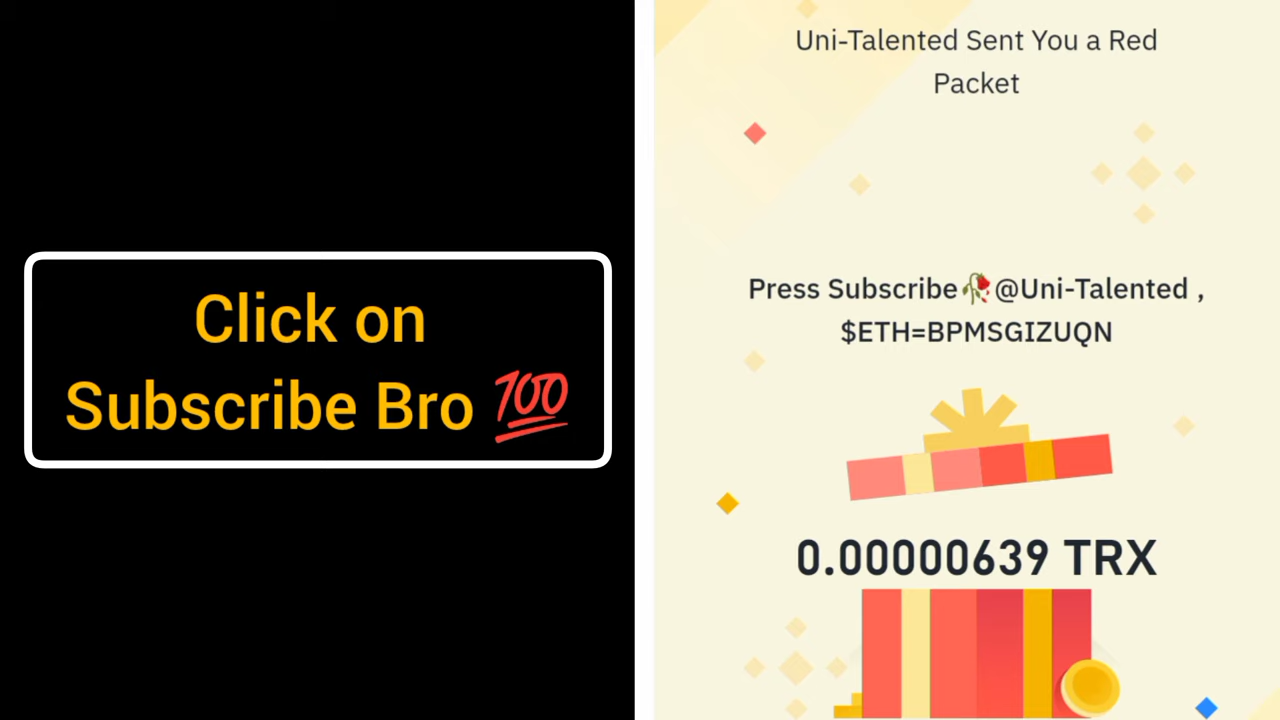 Click on
Subscribe Bro 💯
Uni-Talented Sent You a Red
Packet
Press Subscribe🥀@Uni-Talented ,
$ETH=BPMSGIZUQN
0.00000639 TRX